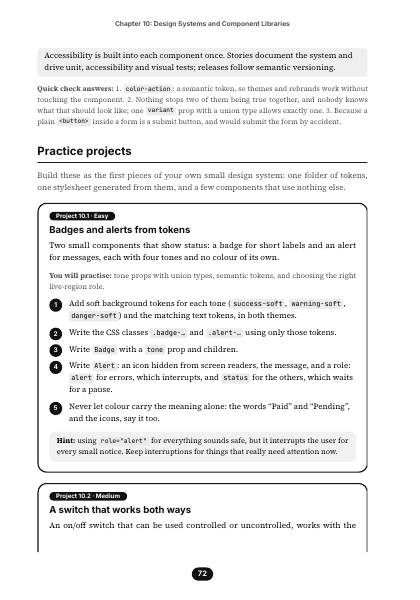 Chapter 10: Design Systems and Component Libraries
Accessibility is built into each component once. Stories document the system and
drive unit, accessibility and visual tests; releases follow semantic versioning.
Quick check answers: 1. color-action: a semantic token, so themes and rebrands work without
touching the component. 2. Nothing stops two of them being true together, and nobody knows
what that should look like; one variant prop with a union type allows exactly one. 3. Because a
plain <button> inside a form is a submit button, and would submit the form by accident.
Practice projects
Build these as the first pieces of your own small design system: one folder of tokens,
one stylesheet generated from them, and a few components that use nothing else.
Project 10.1 · Easy
Badges and alerts from tokens
Two small components that show status: a badge for short labels and an alert
for messages, each with four tones and no colour of its own.
You will practise: tone props with union types, semantic tokens, and choosing the right
live-region role.
1 Add soft background tokens for each tone (success-soft, warning-soft,
danger-soft) and the matching text tokens, in both themes.
2 Write the CSS classes .badge-… and .alert-… using only those tokens.
3 Write Badge with a tone prop and children.
4 Write Alert: an icon hidden from screen readers, the message, and a role:
alert for errors, which interrupts, and status for the others, which waits
for a pause.
5 Never let colour carry the meaning alone: the words “Paid” and “Pending”,
and the icons, say it too.
Hint: using role="alert" for everything sounds safe, but it interrupts the user for
every small notice. Keep interruptions for things that really need attention now.
Project 10.2 · Medium
A switch that works both ways
An on/off switch that can be used controlled or uncontrolled, works with the
72